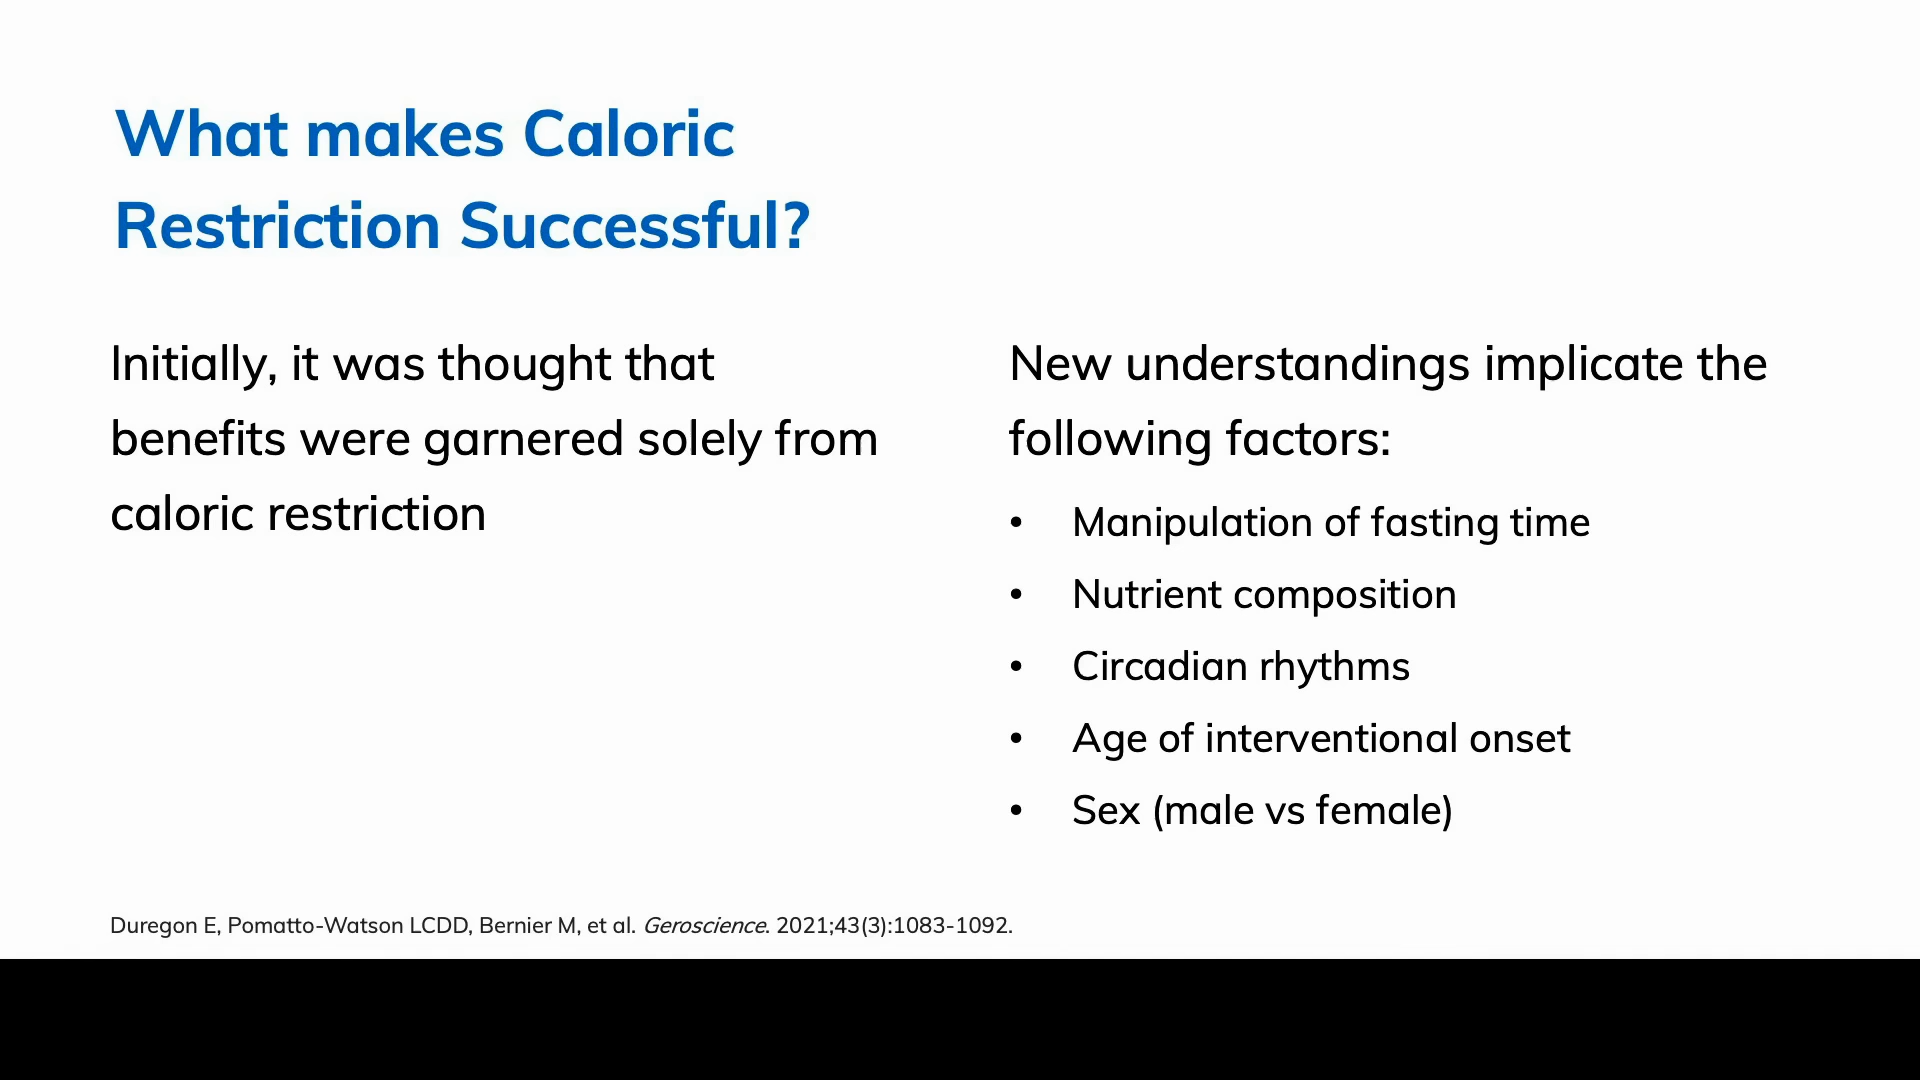 What makes Caloric
Restriction Successful?
Initially, it was thought that
benefits were garnered solely from
caloric restriction
New understandings implicate the
following factors:
• Manipulation of fasting time
• Nutrient composition
• Circadian rhythms
• Age of interventional onset
• Sex (male vs female)
Duregon E, Pomatto-Watson LCDD, Bernier M, et al. Geroscience. 2021;43(3):1083-1092.